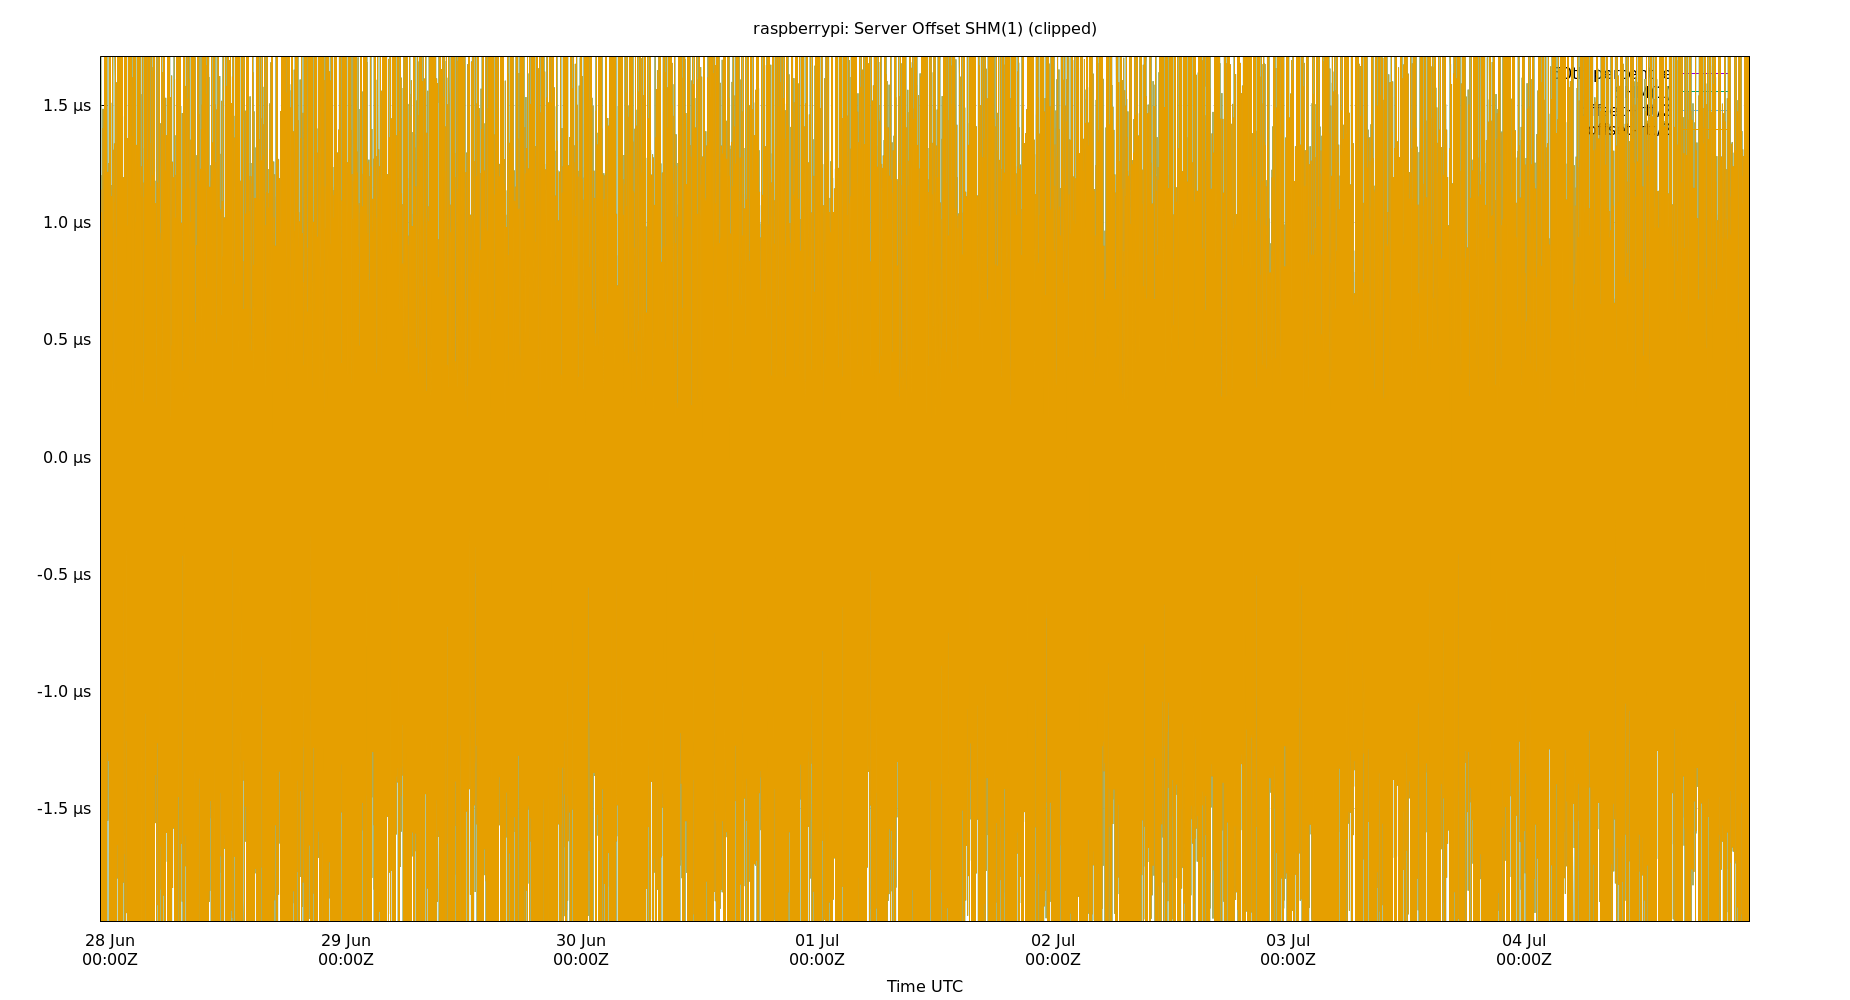 raspberrypi: Server Offset SHM(1) (clipped)
1.5 µs
1.0 µs
0.5 µs
0.0 µs
-0.5 µs
-1.0 µs
-1.5 µs
28 Jun 29 Jun 30 Jun 01 Jul 02 Jul 03 Jul 04 Jul
00:00Z 00:00Z 00:00Z 00:00Z 00:00Z 00:00Z 00:00Z
Time UTC